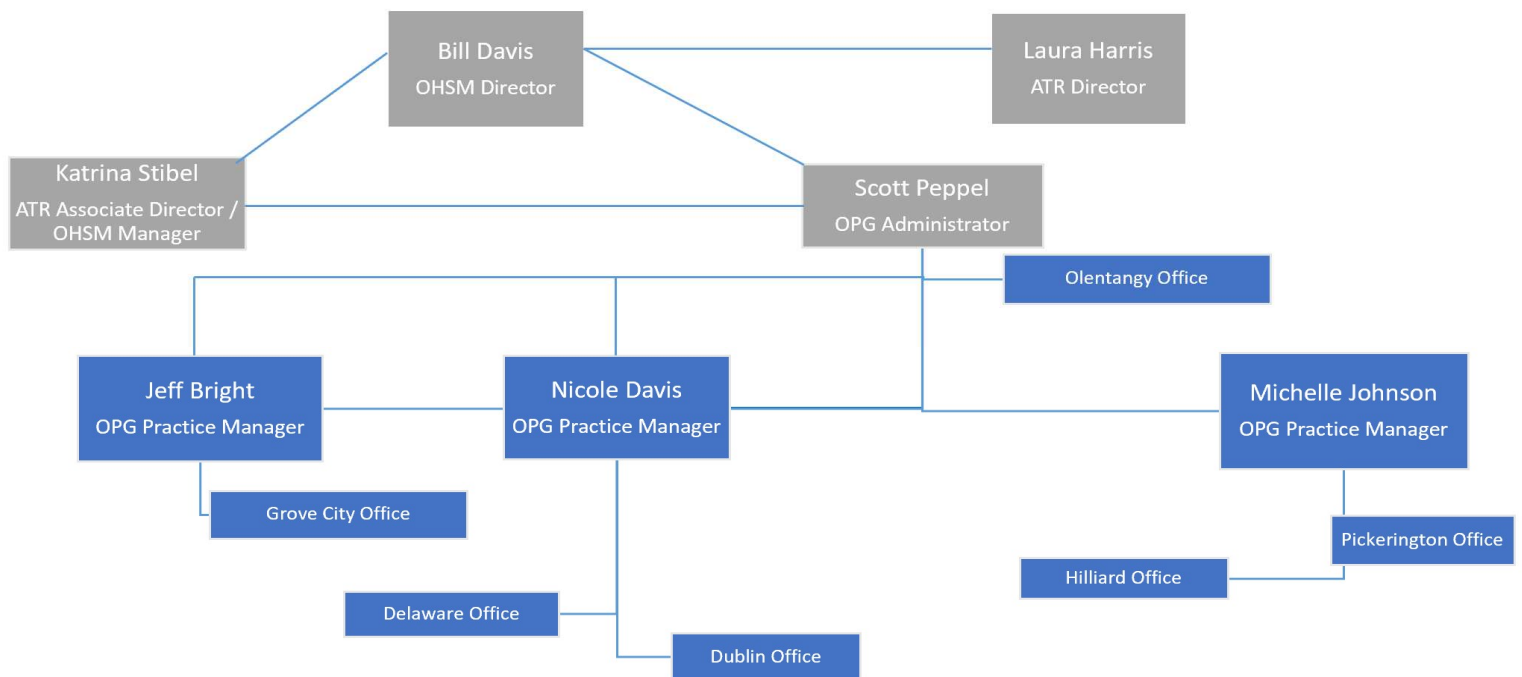 Bill Davis
OHSM Director
Laura Harris
ATR Director
Katrina Stibel
ATR Associate Director /
OHSM Manager
Scott Peppel
OPG Administrator
Olentangy Office
Jeff Bright
OPG Practice Manager
Nicole Davis
OPG Practice Manager
Michelle Johnson
OPG Practice Manager
Grove City Office
Pickerington Office
Hilliard Office
Delaware Office
Dublin Office